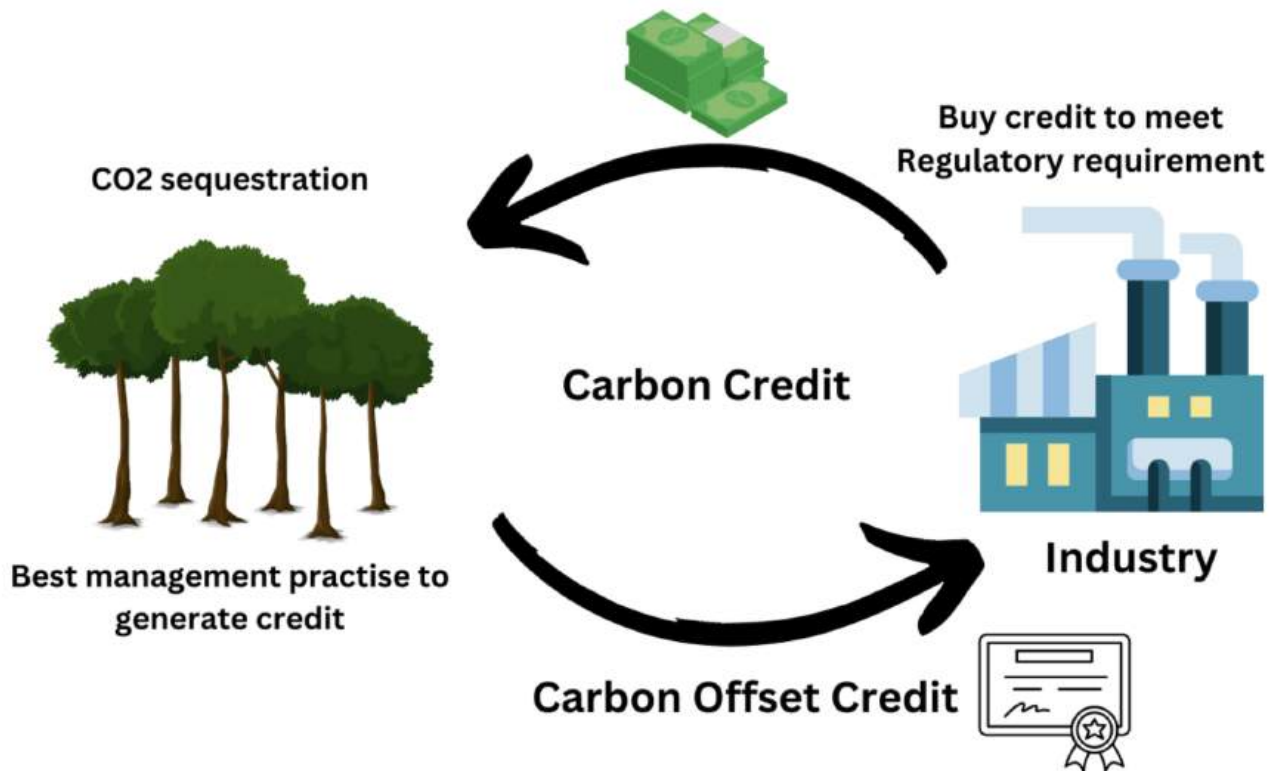 Buy credit to meet
Regulatory requirement
CO2 sequestration
Carbon Credit
Industry
Best management practise to
generate credit
Carbon Offset Credit